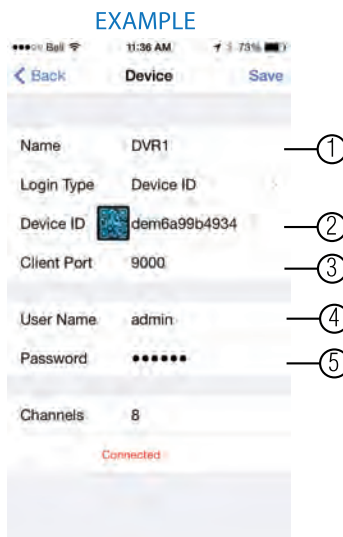 EXAMPLE
Bell 11:36 AM 73%
Back Device Save
Name DVR1 1
Login Type Device ID
Device ID dem6a99b4934 2
Client Port 9000 3
User Name admin 4
Password •••••• 5
Channels 8
Connected